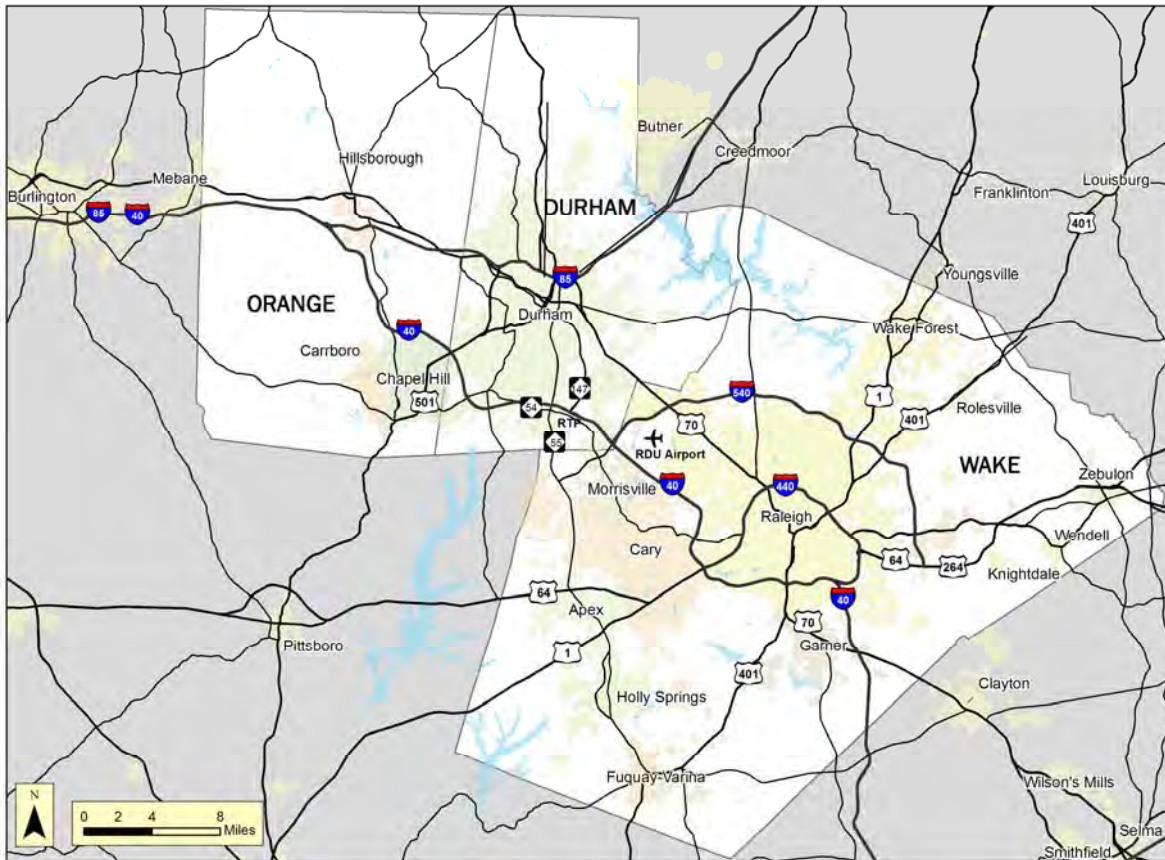 Butner
Creedmoor
Hillsborough
Mebane
Burlington
Louisburg
Franklinton
85
40
DURHAM
401
Youngsville
85
ORANGE
Durham
40
Wake Forest
Carrboro
Chapel Hill
147
540
1
501
54
RTP
70
401
Rolesville
55
RDU Airport
WAKE
Zebulon
Morrisville
40
440
Raleigh
Wendell
Cary
64
264
Knightdale
64
40
Apex
70
Pittsboro
1
Garner
401
Clayton
Holly Springs
Fuquay-Varina
Wilson's Mills
N
0 2 4 8
Miles
Selma
Smithfield